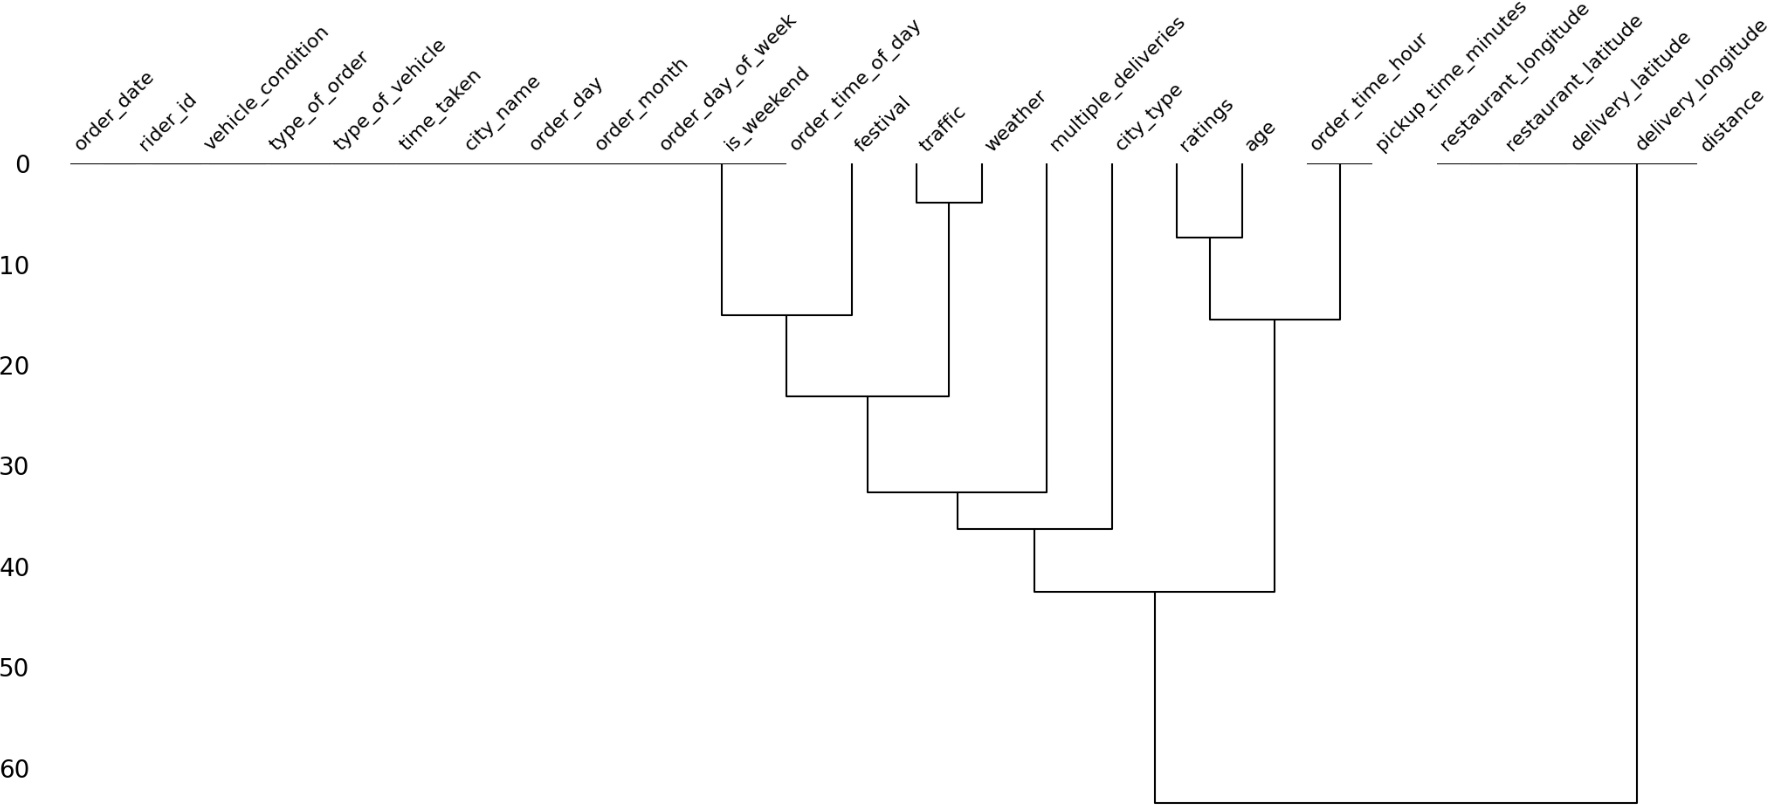 order_date
rider_id
vehicle_condition
type_of_order
type_of_vehicle
time_taken
city_name
order_day
order_month
order_day_of_week
is_weekend
order_time_of_day
festival
traffic
weather
multiple_deliveries
city_type
ratings
age
order_time_hour
pickup_time_minutes
restaurant_longitude
restaurant_latitude
delivery_latitude
delivery_longitude
distance
0
10
20
30
40
50
60